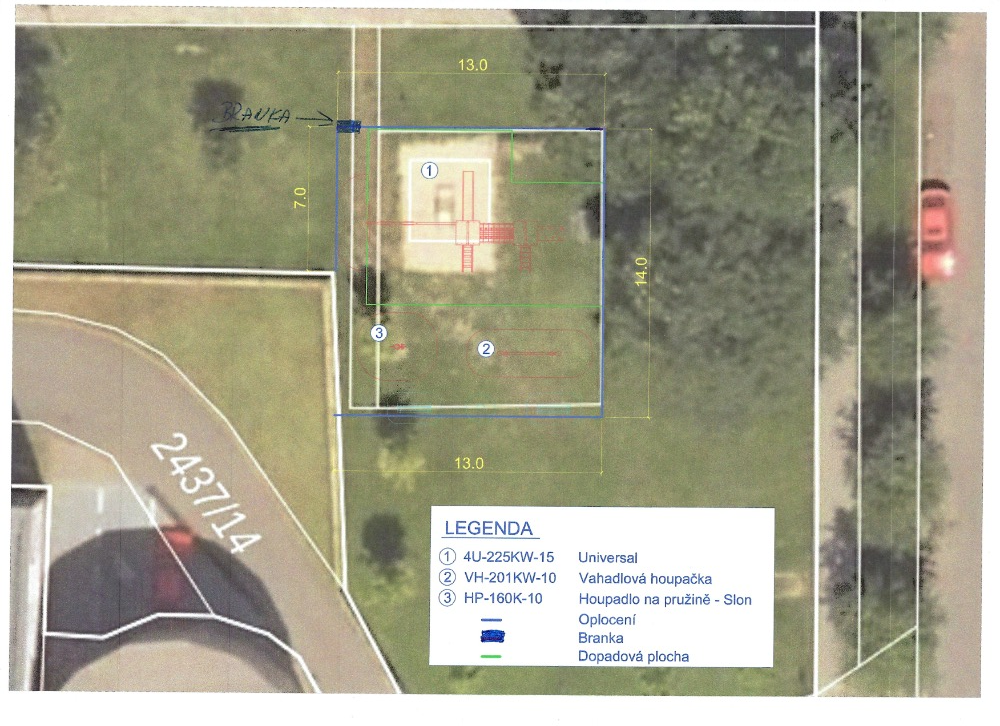 13.0
BRANKA
1
7.0
14.0
3
2
13.0
2437/14
LEGENDA
1 4U-225KW-15 Universal
2 VH-201KW-10 Vahadlová houpačka
3 HP-160K-10 Houpadlo na pružině - Slon
Oplocení
Branka
Dopadová plocha